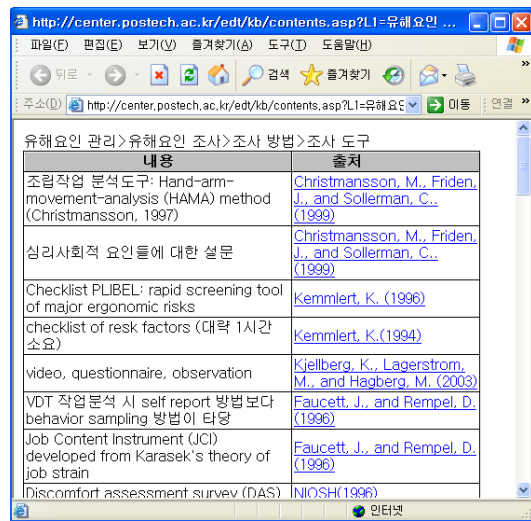 http://center.postech.ac.kr/edt/kb/contents.asp?L1=유해요인 ...
파일(F) 편집(E) 보기(V) 즐겨찾기(A) 도구(T) 도움말(H)
뒤로 검색 즐겨찾기
주소(D) http://center.postech.ac.kr/edt/kb/contents.asp?L1=유해요인 이동 연결
유해요인 관리>유해요인 조사>조사 방법>조사 도구
내용 출처
조립작업 분석도구: Hand-arm-
movement-analysis (HAMA) method
(Christmansson, 1997)
Christmansson, M., Friden,
J., and Sollerman, C..
(1999)
심리사회적 요인들에 대한 설문
Christmansson, M., Friden,
J., and Sollerman, C..
(1999)
Checklist PLIBEL: rapid screening tool
of major ergonomic risks
Kemmlert, K. (1996)
checklist of resk factors (대략 1시간
소요)
Kemmlert, K.(1994)
video, questionnaire, observation
Kjellberg, K., Lagerstrom,
M., and Hagberg, M. (2003)
VDT 작업분석 시 self report 방법보다
behavior sampling 방법이 타당
Faucett, J., and Rempel, D.
(1996)
Job Content Instrument (JCI)
developed from Karasek's theory of
job strain
Faucett, J., and Rempel, D.
(1996)
Discomfort assessment survey (DAS) NIOSH(1996)
인터넷